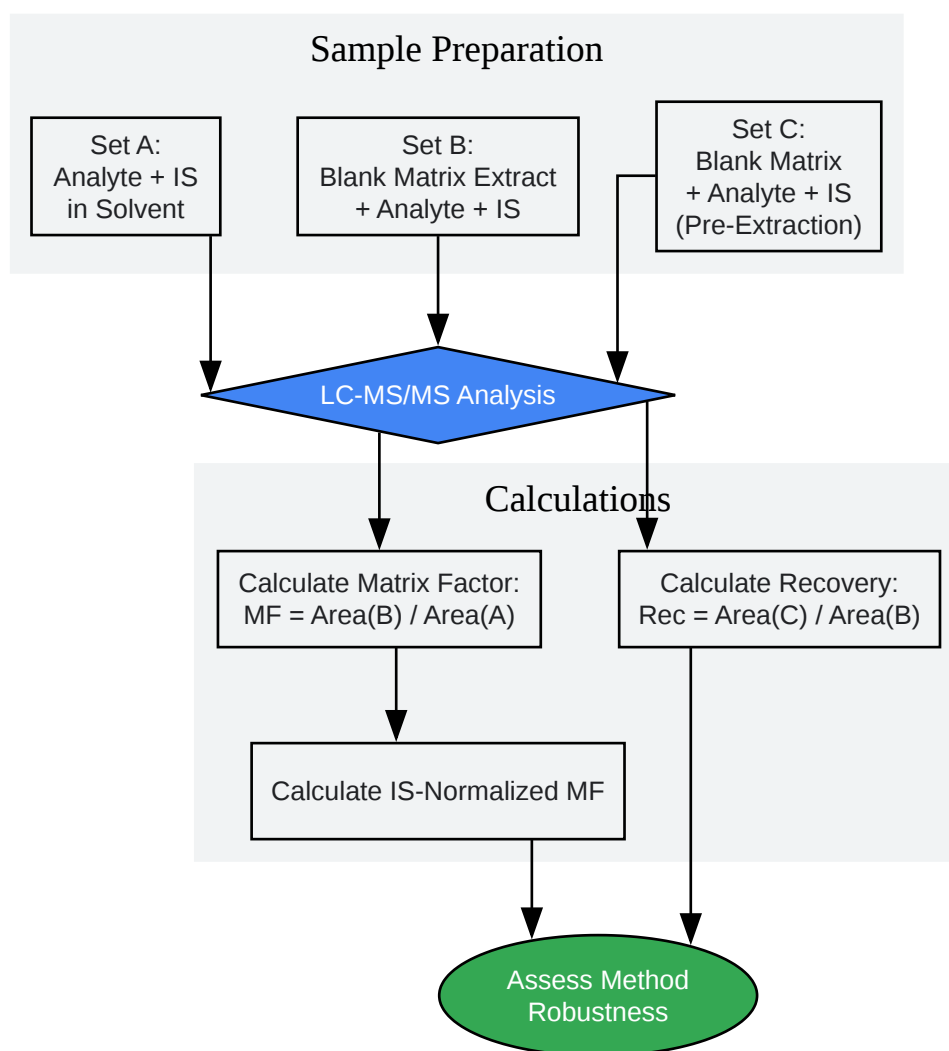 Sample Preparation
Set A:
Analyte + IS
in Solvent
Set B:
Blank Matrix Extract
+ Analyte + IS
Set C:
Blank Matrix
+ Analyte + IS
(Pre-Extraction)
LC-MS/MS Analysis
Calculations
Calculate Matrix Factor:
MF = Area(B) / Area(A)
Calculate Recovery:
Rec = Area(C) / Area(B)
Calculate IS-Normalized MF
Assess Method
Robustness